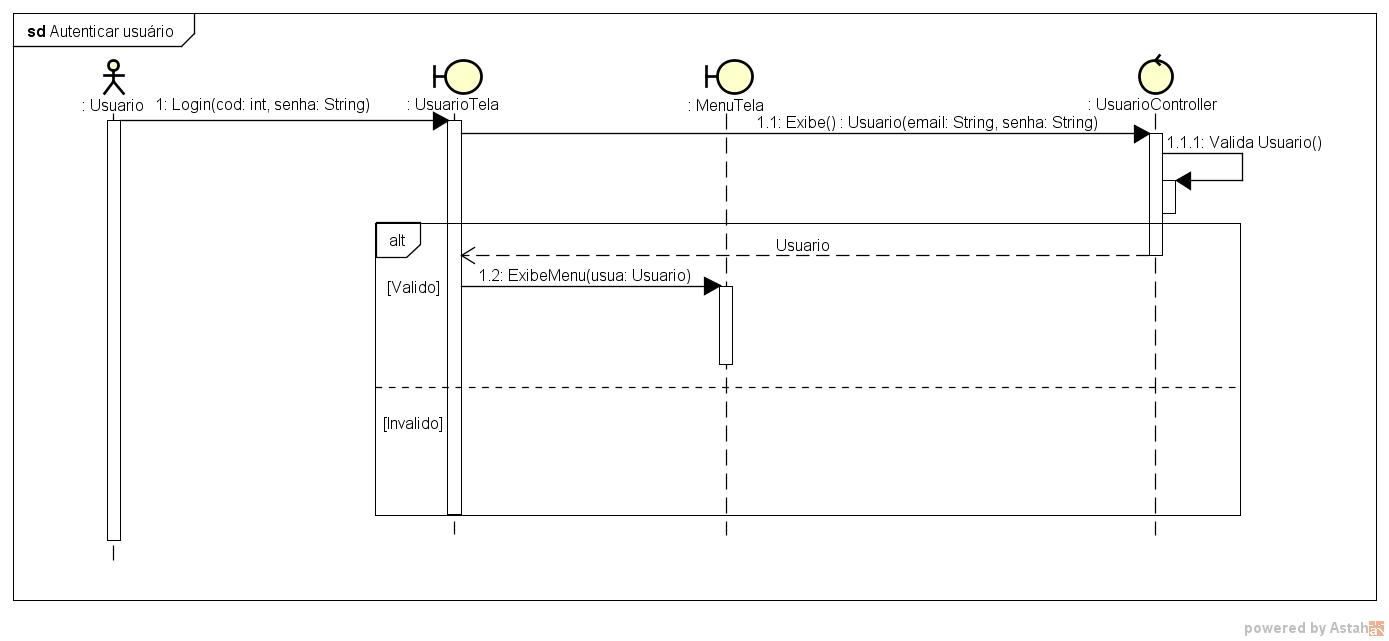 sd Autenticar usuário
: Usuario
1: Login(cod: int, senha: String)
: UsuarioTela
: MenuTela
: UsuarioController
1.1: Exibe() : Usuario(email: String, senha: String)
1.1.1: Valida Usuario()
alt
Usuario
1.2: ExibeMenu(usua: Usuario)
[Valido]
[Invalido]
powered by Astah